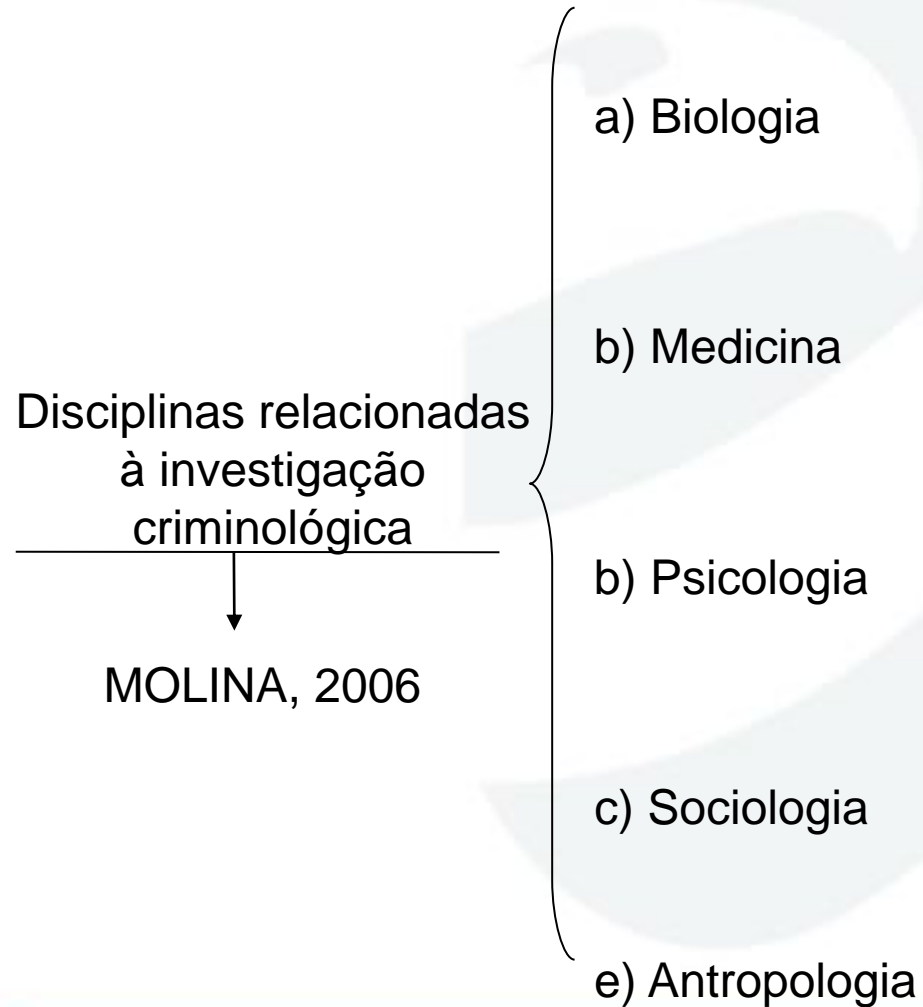 Disciplinas relacionadas
à investigação
criminológica
MOLINA, 2006
a) Biologia
b) Medicina
b) Psicologia
c) Sociologia
e) Antropologia